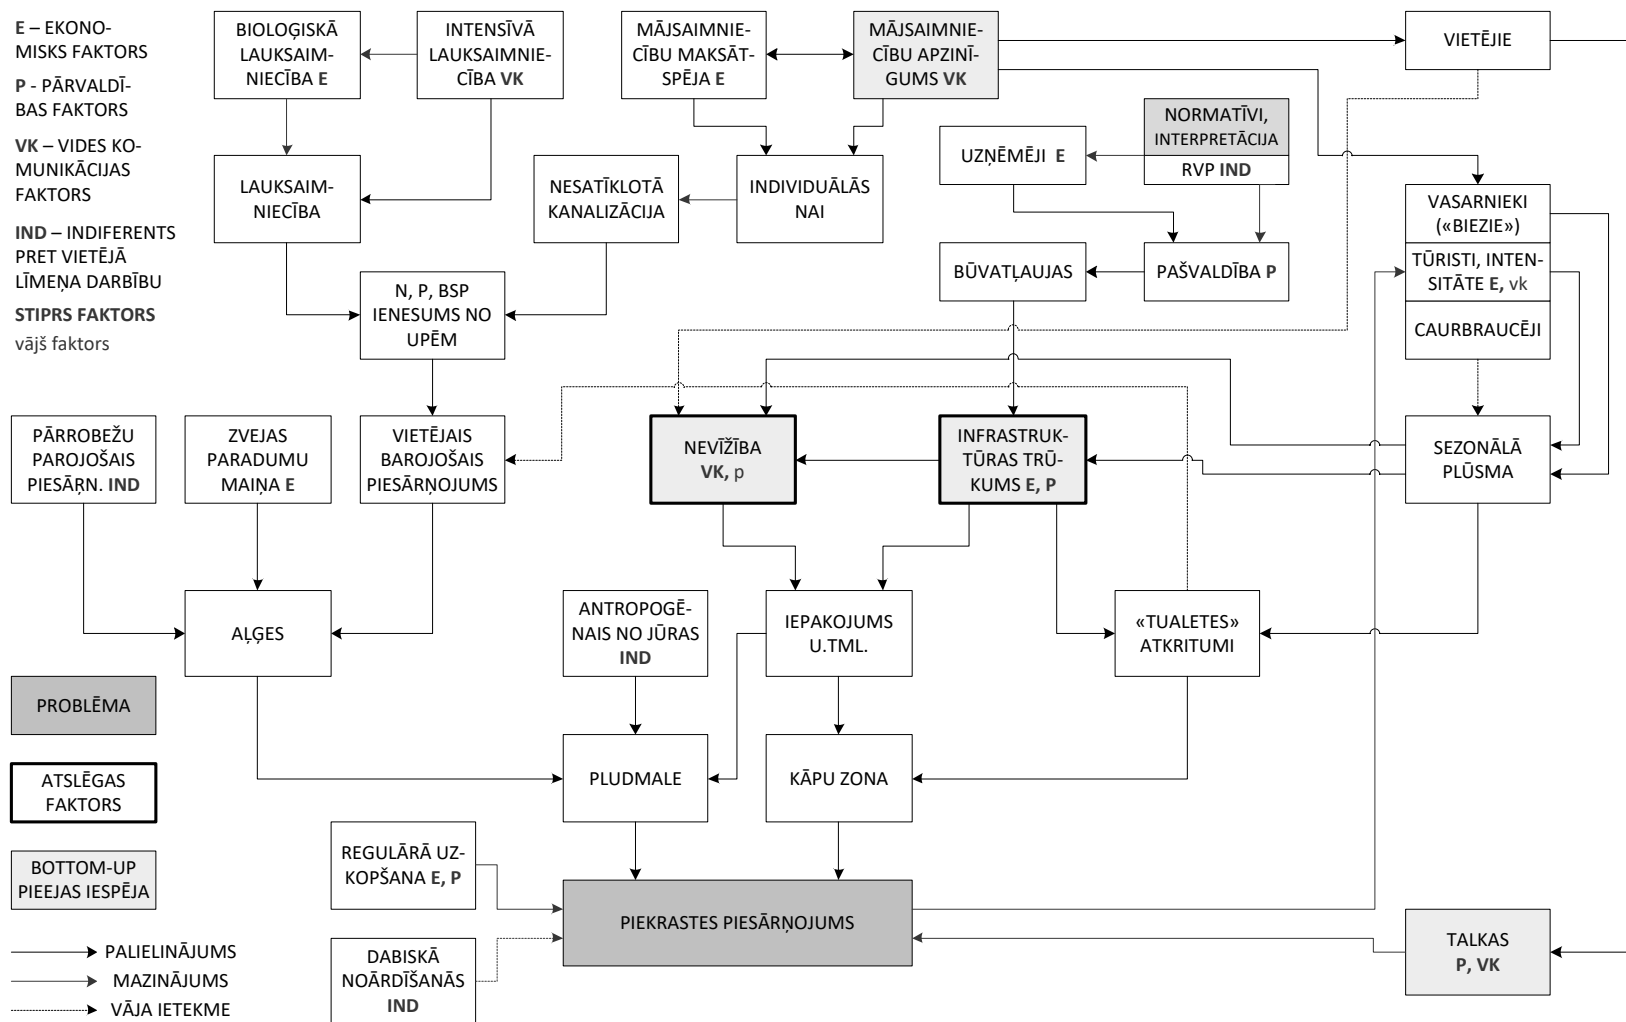 E – EKONO-
MISKS FAKTORS
P - PĀRVALDĪ-
BAS FAKTORS
VK – VIDES KO-
MUNIKĀCIJAS
FAKTORS
IND – INDIFERENTS
PRET VIETĒJĀ
LĪMEŅA DARBĪBU
STIPRS FAKTORS
vājš faktors
BIOLOĢISKĀ
LAUKSAIM-
NIECĪBA E
INTENSĪVĀ
LAUKSAIMNIE-
CĪBA VK
MĀJSAIMNIE-
CĪBU MAKSĀT-
SPĒJA E
MĀJSAIMNIE-
CĪBU APZINĪ-
GUMS VK
VIETĒJIE
NORMATĪVI,
INTERPRETĀCIJA
RVP IND
UZŅĒMĒJI E
LAUKSAIM-
NIECĪBA
NESATĪKLOTĀ
KANALIZĀCIJA
INDIVIDUĀLĀS
NAI
VASARNIEKI
(«BIEZIE»)
TŪRISTI, INTEN-
SITĀTE E, vk
CAURBRAUCĒJI
BŪVATĻAUJAS
PAŠVALDĪBA P
N, P, BSP
IENESUMS NO
UPĒM
PĀRROBEŽU
PAROJOŠAIS
PIESĀRŅ. IND
ZVEJAS
PARADUMU
MAIŅA E
VIETĒJAIS
BAROJOŠAIS
PIESĀRŅOJUMS
NEVĪŽĪBA
VK, p
INFRASTRUK-
TŪRAS TRŪ-
KUMS E, P
SEZONĀLĀ
PLŪSMA
AĻĢES
ANTROPOGĒ-
NAIS NO JŪRAS
IND
IEPAKOJUMS
U.TML.
«TUALETES»
ATKRITUMI
PROBLĒMA
PLUDMALE
KĀPU ZONA
ATSLĒGAS
FAKTORS
REGULĀRĀ UZ-
KOPŠANA E, P
BOTTOM-UP
PIEEJAS IESPĒJA
PIEKRASTES PIESĀRŅOJUMS
TALKAS
P, VK
DABISKĀ
NOĀRDĪŠANĀS
IND
PALIELINĀJUMS
MAZINĀJUMS
VĀJA IETEKME